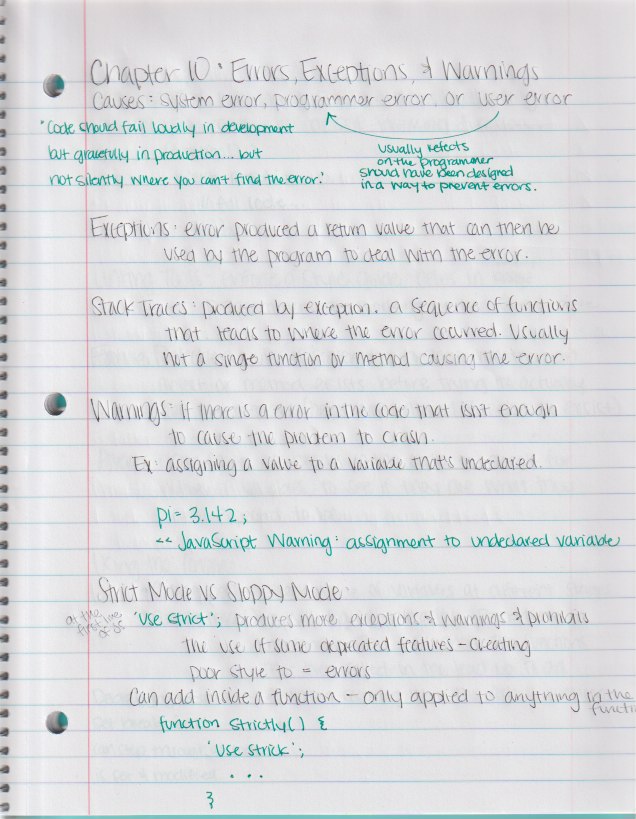 Chapter 10: Errors, Exceptions, & Warnings
Causes: system error, programmer error, or user error
"Code should fail loudly in development
but gracefully in production... but
not silently where you can't find the error."
usually reflects
on the programmer
should have been designed
in a way to prevent errors.
Exceptions: error produced a return value that can then be
used by the program to deal with the error.
Stack Traces: produced by exception. a sequence of functions
that leads to where the error occurred. Usually
not a single function or method causing the error.
Warnings: if there is a error in the code that isn't enough
to cause the problem to crash.
Ex: assigning a value to a variable that's undeclared.
pi = 3.142;
<< JavaScript Warning: assignment to undeclared variable
Strict Mode vs Sloppy Mode:
at the
first line
of JS
'use strict'; produces more exceptions & warnings & prohibits
the use of some depricated features - creating
poor style to = errors
Can add inside a function - only applied to anything in the
function
function strictly() {
'use strick';
...
}